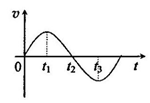 v
0 t₁ t₂ t₃ t